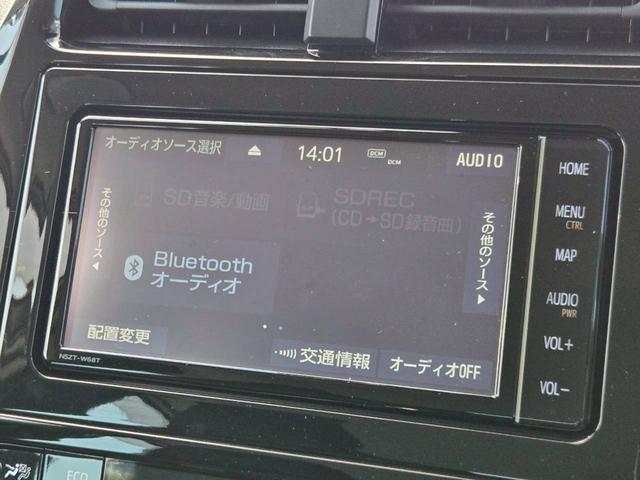 オーディオソース選択
⏏
14:01
DCM
DCM
AUDIO
SD音楽/動画
SDREC
(CD→SD録音曲)
その他のソース
その他のソース
Bluetooth
オーディオ
配置変更
交通情報
オーディオOFF
NSZT-W68T
HOME
MENU
CTRL
MAP
AUDIO
PWR
VOL+
VOL-
ECO